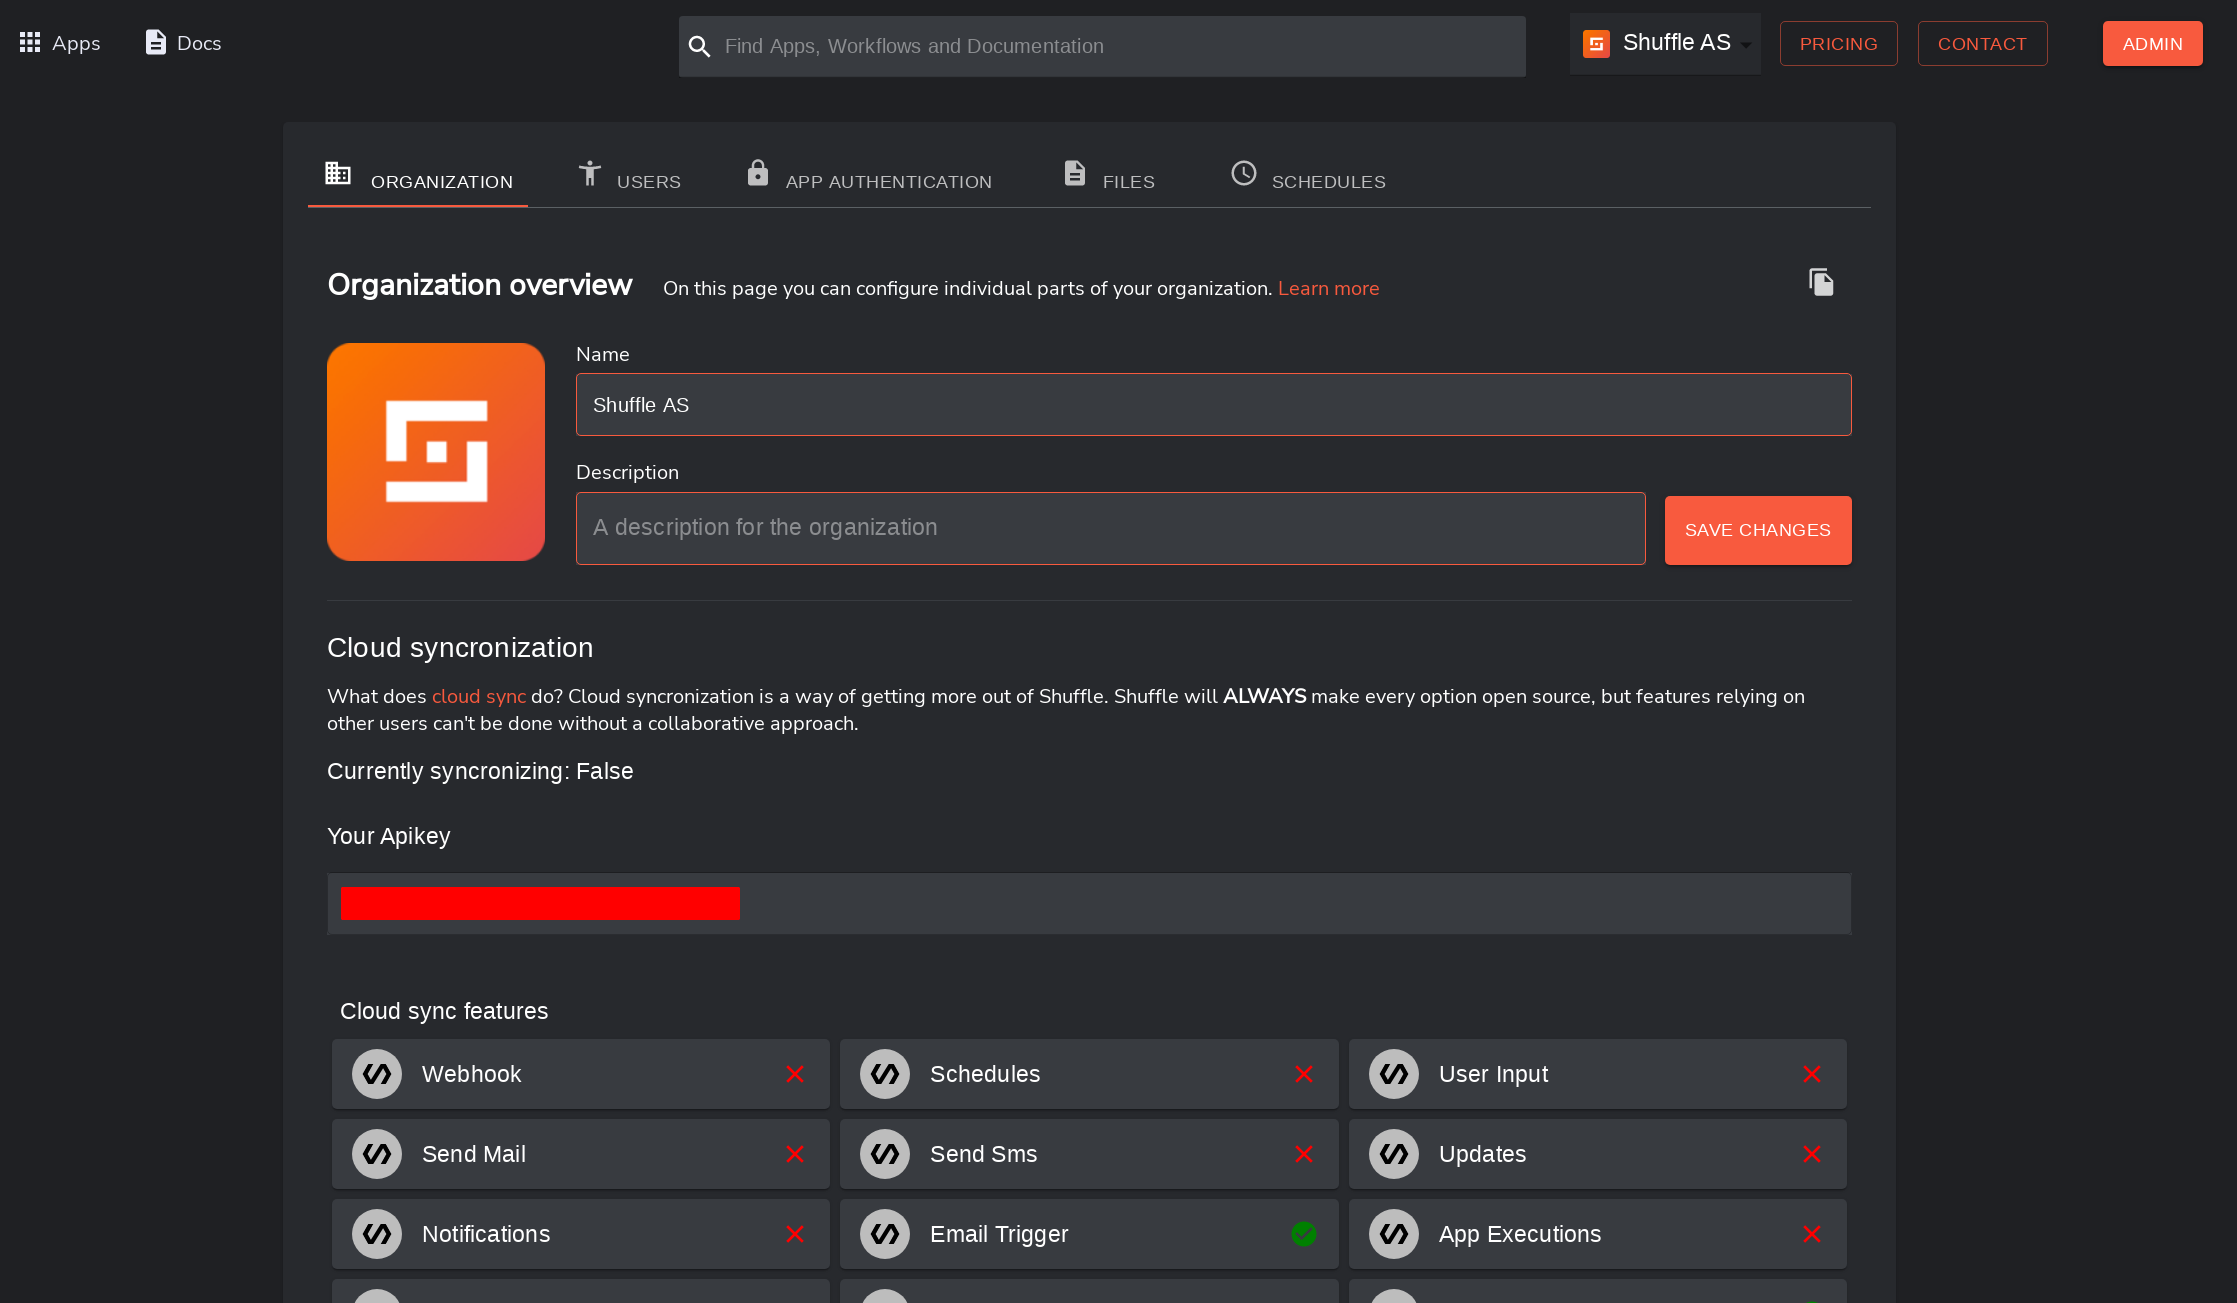 Apps
Docs
Find Apps, Workflows and Documentation
Shuffle AS
PRICING
CONTACT
ADMIN
ORGANIZATION
USERS
APP AUTHENTICATION
FILES
SCHEDULES
Organization overview
On this page you can configure individual parts of your organization. Learn more
Name
Shuffle AS
Description
A description for the organization
SAVE CHANGES
Cloud syncronization
What does cloud sync do? Cloud syncronization is a way of getting more out of Shuffle. Shuffle will ALWAYS make every option open source, but features relying on
other users can't be done without a collaborative approach.
Currently syncronizing: False
Your Apikey
Cloud sync features
Webhook
Schedules
User Input
Send Mail
Send Sms
Updates
Notifications
Email Trigger
App Executions